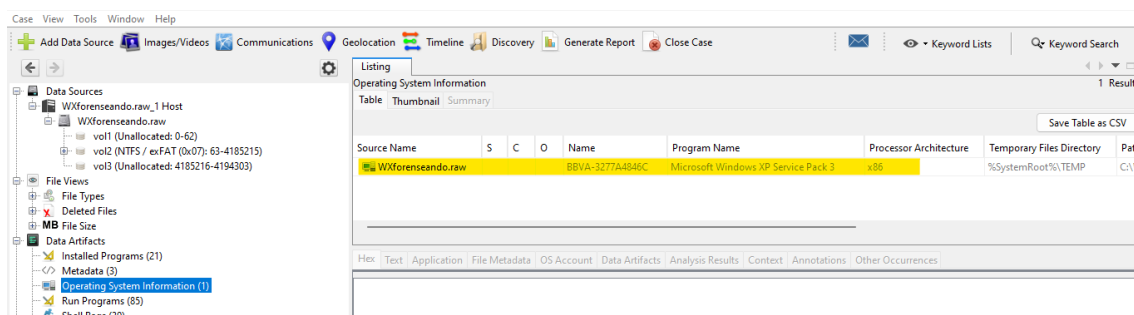 Case View Tools Window Help
Add Data Source Images/Videos Communications Geolocation Timeline Discovery Generate Report Close Case Keyword Lists Keyword Search
Listing
Operating System Information 1 Result
Table Thumbnail Summary
Save Table as CSV
Source Name S C O Name Program Name Processor Architecture Temporary Files Directory
WXforenseando.raw BBVA-3277A4846C Microsoft Windows XP Service Pack 3 x86 %SystemRoot%\TEMP C:\
Hex Text Application File Metadata OS Account Data Artifacts Analysis Results Context Annotations Other Occurrences
Data Sources
WXforenseando.raw_1 Host
WXforenseando.raw
vol1 (Unallocated: 0-62)
vol2 (NTFS / exFAT (0x07): 63-4185215)
vol3 (Unallocated: 4185216-4194303)
File Views
File Types
Deleted Files
MB File Size
Data Artifacts
Installed Programs (21)
Metadata (3)
Operating System Information (1)
Run Programs (85)